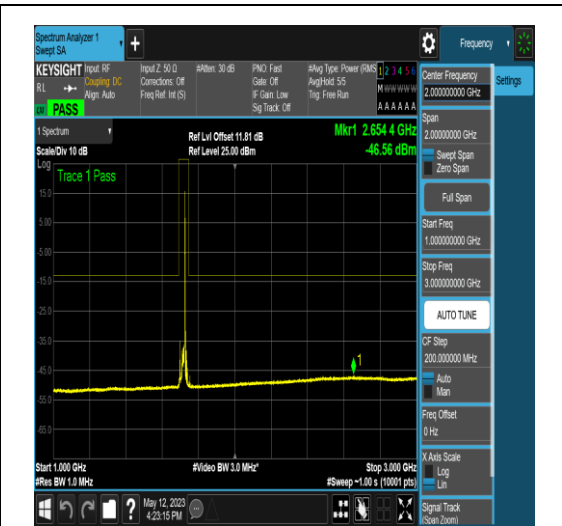 Spectrum Analyzer 1
Swept SA
+
Frequency
KEYSIGHT
RL
PASS
Input: RF
Coupling: DC
Align: Auto
Input Z: 50 Ω
Corrections: Off
Freq Ref: Int (S)
#Atten: 30 dB
PNO: Fast
Gate: Off
IF Gain: Low
Sig Track: Off
#Avg Type: Power (RMS
Avg|Hold: 5/5
Trig: Free Run
1 2 3 4 5 6
M W W W W W
A A A A A A
1 Spectrum
Scale/Div 10 dB
Ref Lvl Offset 11.81 dB
Ref Level 25.00 dBm
Mkr1 2.654 4 GHz
-46.56 dBm
Log
Trace 1 Pass
15.0
5.00
-5.00
-15.0
-25.0
-35.0
-45.0
-55.0
-65.0
1
Start 1.000 GHz
#Res BW 1.0 MHz
#Video BW 3.0 MHz*
Stop 3.000 GHz
#Sweep ~1.00 s (10001 pts)
Center Frequency
2.000000000 GHz
Settings
Span
2.00000000 GHz
Swept Span
Zero Span
Full Span
Start Freq
1.000000000 GHz
Stop Freq
3.000000000 GHz
AUTO TUNE
CF Step
200.000000 MHz
Auto
Man
Freq Offset
0 Hz
X Axis Scale
Log
Lin
Signal Track
(Span Zoom)
?
May 12, 2023
4:23:15 PM